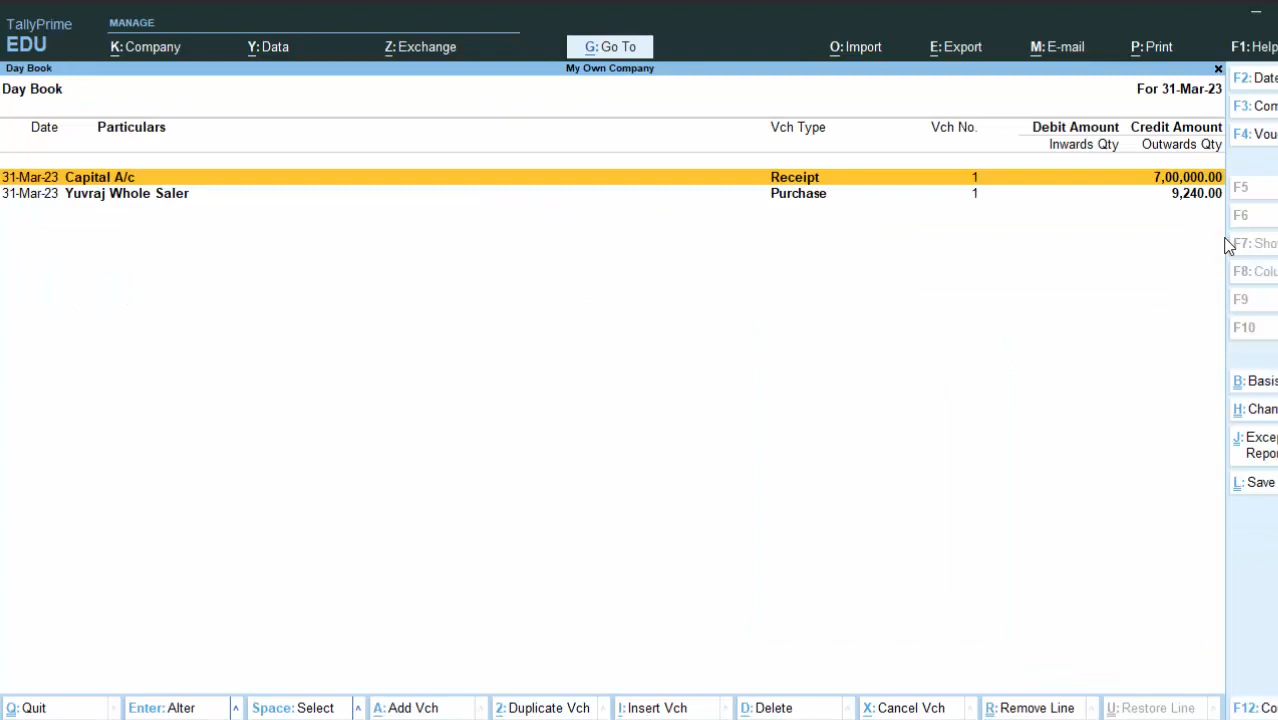 TallyPrime
EDU
MANAGE
K: Company Y: Data Z: Exchange G: Go To O: Import E: Export M: E-mail P: Print F1: Help
Day Book My Own Company
Day Book For 31-Mar-23
Date Particulars Vch Type Vch No. Debit Amount Credit Amount
Inwards Qty Outwards Qty
31-Mar-23 Capital A/c Receipt 1 7,00,000.00
31-Mar-23 Yuvraj Whole Saler Purchase 1 9,240.00
F2: Date
F3: Com
F4: Vou
F5
F6
F7: Sho
F8: Colu
F9
F10
B: Basis
H: Chan
J: Excep
Repor
L: Save
Q: Quit Enter: Alter Space: Select A: Add Vch 2: Duplicate Vch I: Insert Vch D: Delete X: Cancel Vch R: Remove Line U: Restore Line F12: Co